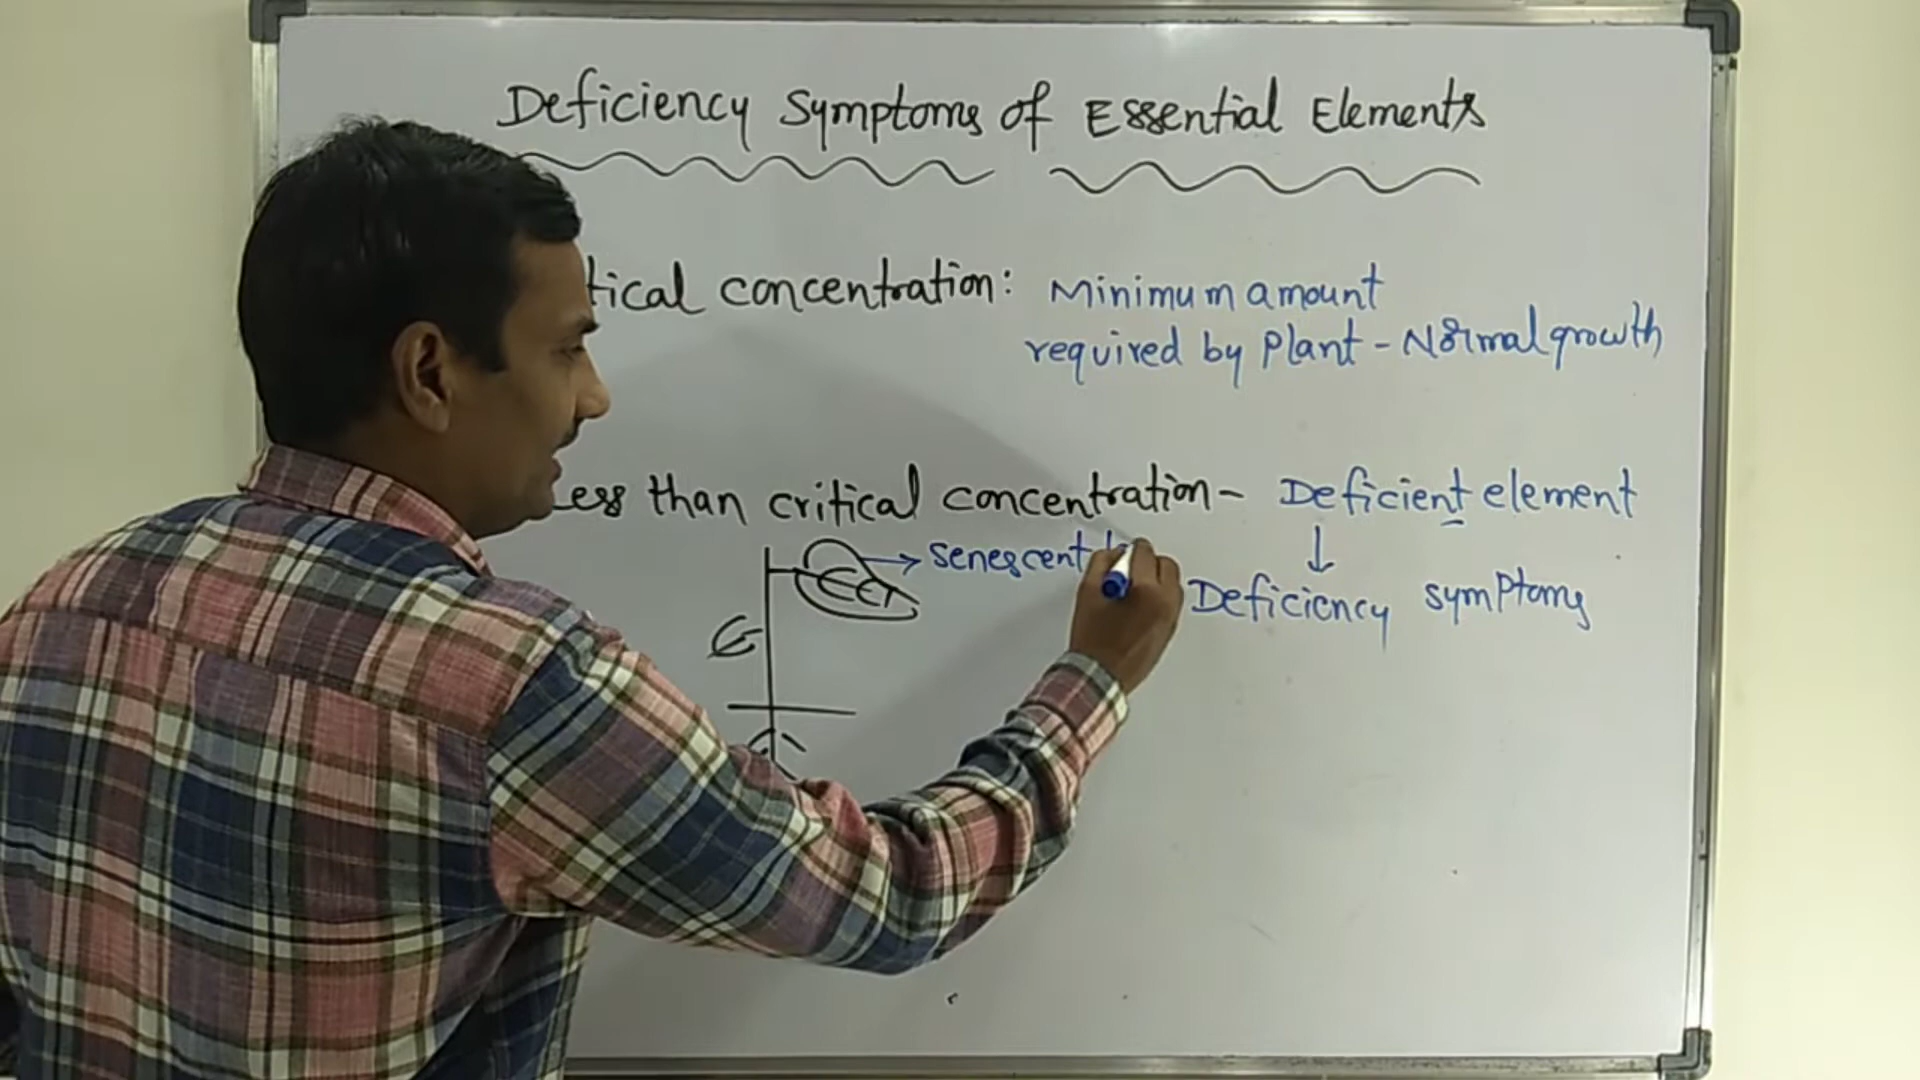 Deficiency Symptoms of Essential Elements
tical concentration: Minimum amount
required by Plant - Normal growth
Less than critical concentration - Deficient element
→ Senescent
↓
Deficiency symptoms